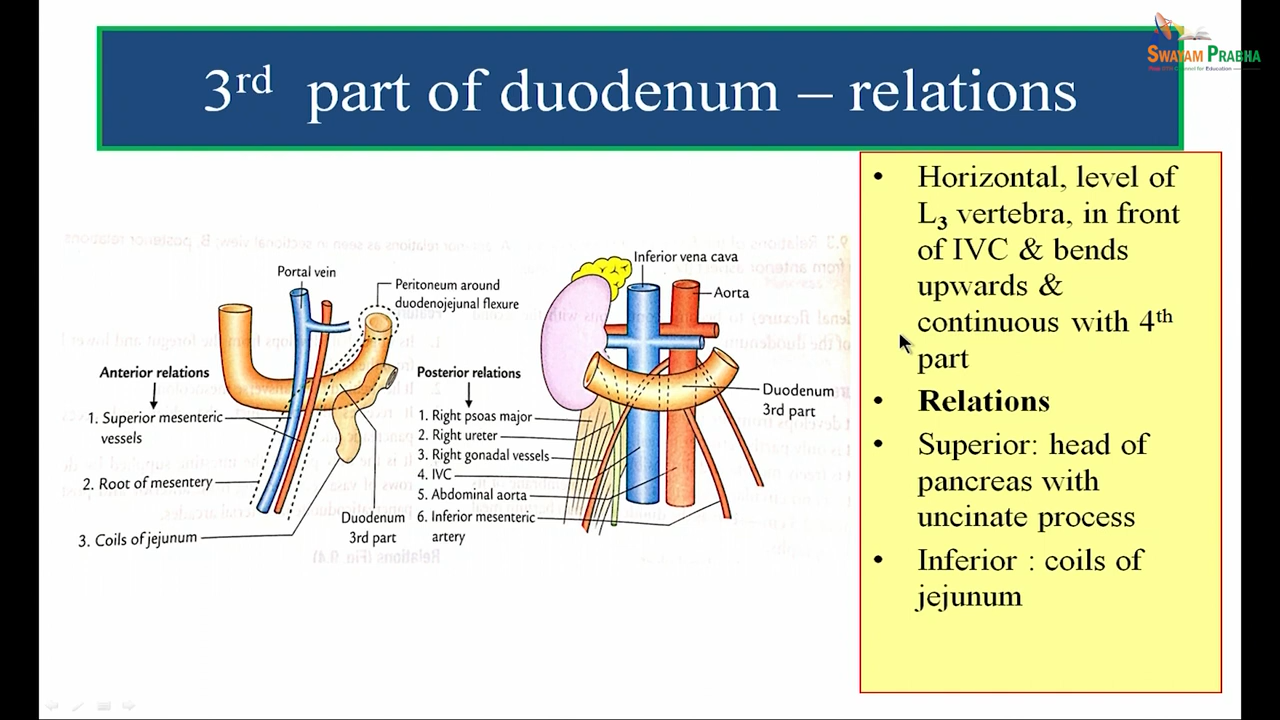 SWAYAM PRABHA
3rd part of duodenum – relations
Portal vein
Peritoneum around
duodenojejunal flexure
Anterior relations
1. Superior mesenteric
vessels
2. Root of mesentery
3. Coils of jejunum
Duodenum
3rd part
Inferior vena cava
Aorta
Posterior relations
1. Right psoas major
2. Right ureter
3. Right gonadal vessels
4. IVC
5. Abdominal aorta
6. Inferior mesenteric
artery
Duodenum
3rd part
• Horizontal, level of
L3 vertebra, in front
of IVC & bends
upwards &
continuous with 4th
part
• Relations
• Superior: head of
pancreas with
uncinate process
• Inferior : coils of
jejunum